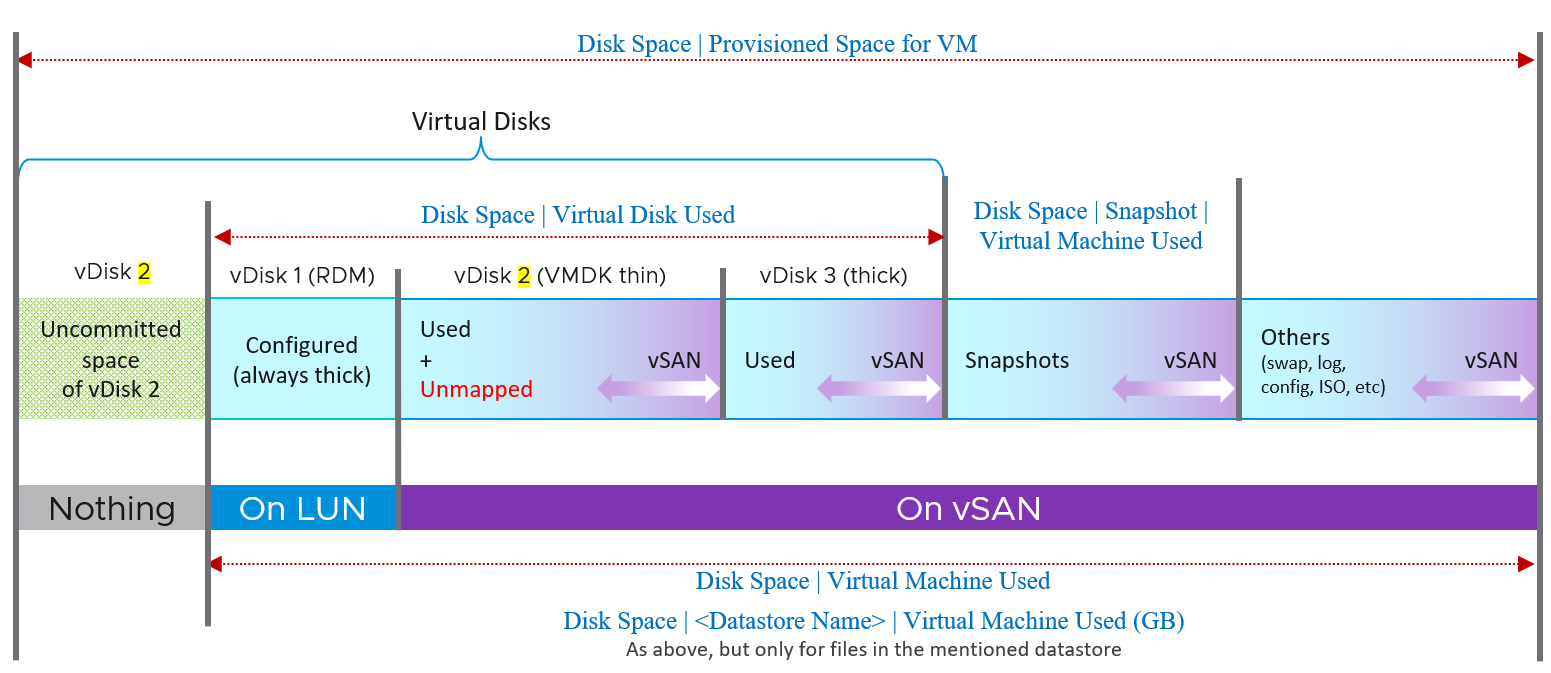 Disk Space | Provisioned Space for VM
Virtual Disks
Disk Space | Virtual Disk Used
Disk Space | Snapshot |
Virtual Machine Used
vDisk 2
vDisk 1 (RDM)
vDisk 2 (VMDK thin)
vDisk 3 (thick)
Uncommitted
space
of vDisk 2
Configured
(always thick)
Used
+
Unmapped
vSAN
Used
vSAN
Snapshots
vSAN
Others
(swap, log,
config, ISO, etc)
vSAN
Nothing
On LUN
On vSAN
Disk Space | Virtual Machine Used
Disk Space | <Datastore Name> | Virtual Machine Used (GB)
As above, but only for files in the mentioned datastore